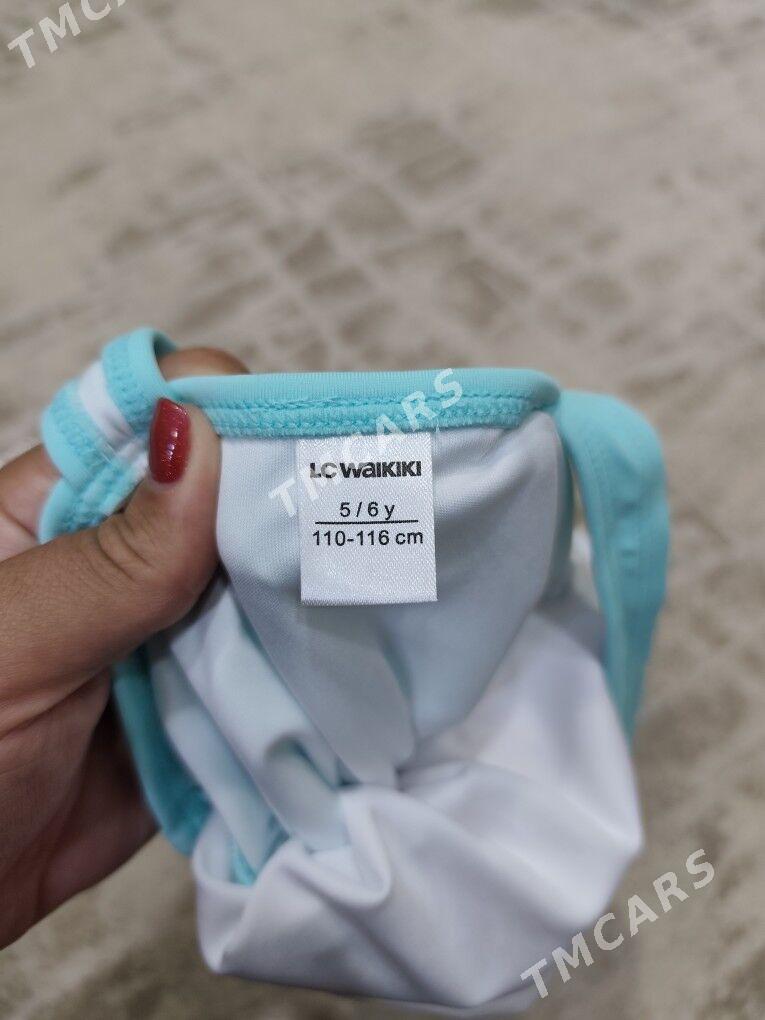 TMCARS
LC WAIKIKI
TMCARS
5 / 6 y
110-116 cm
TMCARS